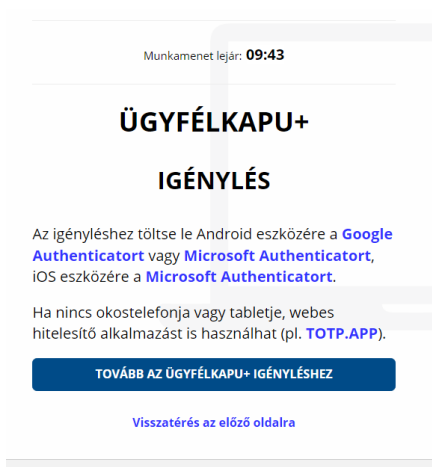 Munkamenet lejár: 09:43
ÜGYFÉLKAPU+
IGÉNYLÉS
Az igényléshez töltse le Android eszközére a Google
Authenticatort vagy Microsoft Authenticatort,
iOS eszközére a Microsoft Authenticatort.
Ha nincs okostelefonja vagy tabletje, webes
hitelesítő alkalmazást is használhat (pl. TOTP.APP).
TOVÁBB AZ ÜGYFÉLKAPU+ IGÉNYLÉSHEZ
Visszatérés az előző oldalra